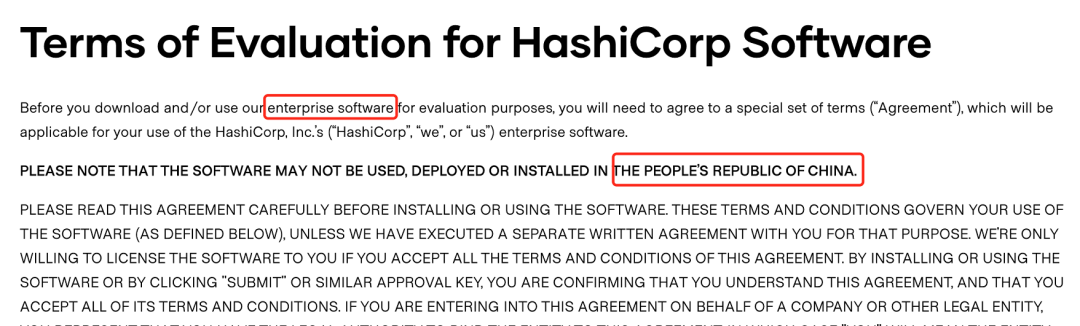 Terms of Evaluation for HashiCorp Software
Before you download and/or use our enterprise software for evaluation purposes, you will need to agree to a special set of terms (“Agreement”), which will be
applicable for your use of the HashiCorp, Inc.’s (“HashiCorp”, “we”, or “us”) enterprise software.
PLEASE NOTE THAT THE SOFTWARE MAY NOT BE USED, DEPLOYED OR INSTALLED IN THE PEOPLE’S REPUBLIC OF CHINA.
PLEASE READ THIS AGREEMENT CAREFULLY BEFORE INSTALLING OR USING THE SOFTWARE. THESE TERMS AND CONDITIONS GOVERN YOUR USE OF
THE SOFTWARE (AS DEFINED BELOW), UNLESS WE HAVE EXECUTED A SEPARATE WRITTEN AGREEMENT WITH YOU FOR THAT PURPOSE. WE’RE ONLY
WILLING TO LICENSE THE SOFTWARE TO YOU IF YOU ACCEPT ALL THE TERMS AND CONDITIONS OF THIS AGREEMENT. BY INSTALLING OR USING THE
SOFTWARE OR BY CLICKING "SUBMIT" OR SIMILAR APPROVAL KEY, YOU ARE CONFIRMING THAT YOU UNDERSTAND THIS AGREEMENT, AND THAT YOU
ACCEPT ALL OF ITS TERMS AND CONDITIONS. IF YOU ARE ENTERING INTO THIS AGREEMENT ON BEHALF OF A COMPANY OR OTHER LEGAL ENTITY,